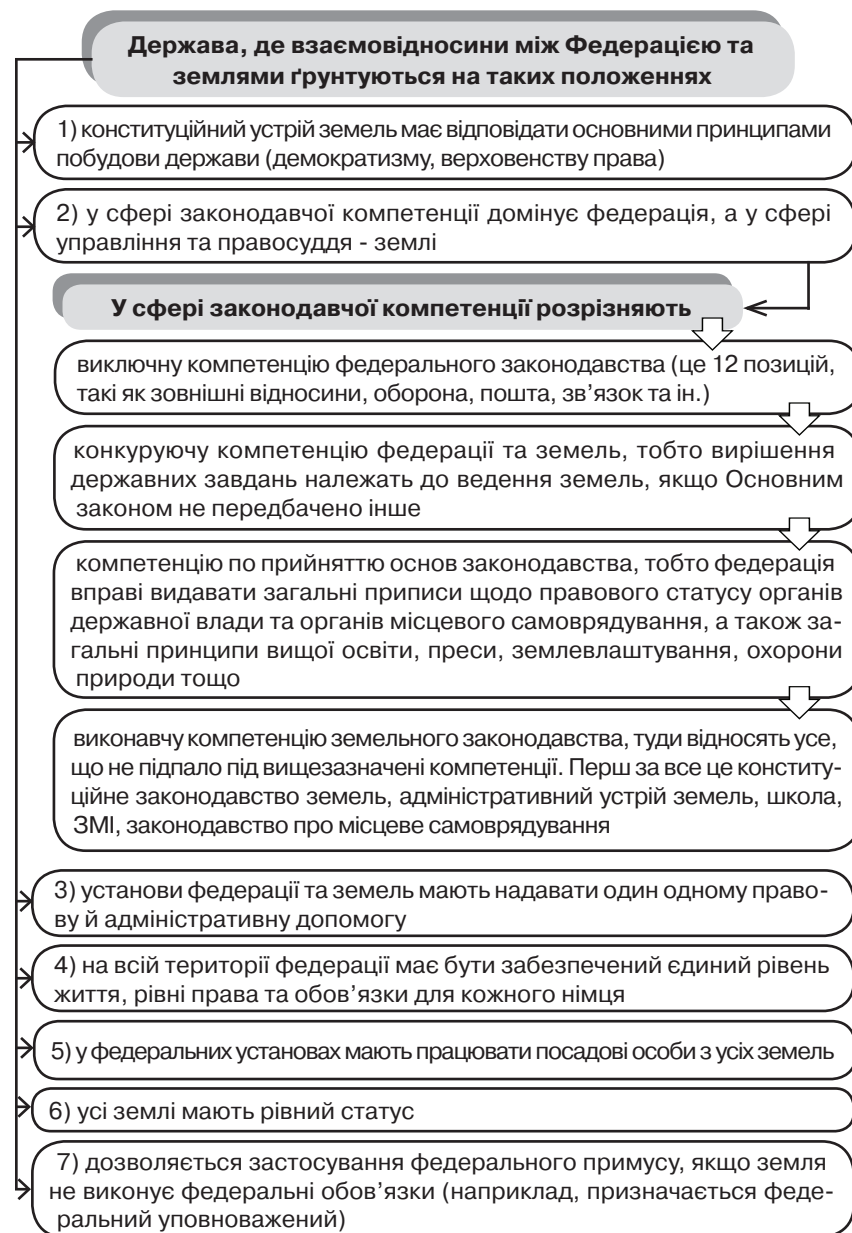 Держава, де взаємовідносини між Федерацією та
землями ґрунтуються на таких положеннях
1) конституційний устрій земель має відповідати основними принципами
побудови держави (демократизму, верховенству права)
2) у сфері законодавчої компетенції домінує федерація, а у сфері
управління та правосуддя - землі
У сфері законодавчої компетенції розрізняють
виключну компетенцію федерального законодавства (це 12 позицій,
такі як зовнішні відносини, оборона, пошта, зв’язок та ін.)
конкуруючу компетенцію федерації та земель, тобто вирішення
державних завдань належать до ведення земель, якщо Основним
законом не передбачено інше
компетенцію по прийняттю основ законодавства, тобто федерація
вправі видавати загальні приписи щодо правового статусу органів
державної влади та органів місцевого самоврядування, а також за-
гальні принципи вищої освіти, преси, землевлаштування, охорони
природи тощо
виконавчу компетенцію земельного законодавства, туди відносять усе,
що не підпало під вищезазначені компетенції. Перш за все це конститу-
ційне законодавство земель, адміністративний устрій земель, школа,
ЗМІ, законодавство про місцеве самоврядування
3) установи федерації та земель мають надавати один одному право-
ву й адміністративну допомогу
4) на всій території федерації має бути забезпечений єдиний рівень
життя, рівні права та обов’язки для кожного німця
5) у федеральних установах мають працювати посадові особи з усіх земель
6) усі землі мають рівний статус
7) дозволяється застосування федерального примусу, якщо земля
не виконує федеральні обов’язки (наприклад, призначається феде-
ральний уповноважений)